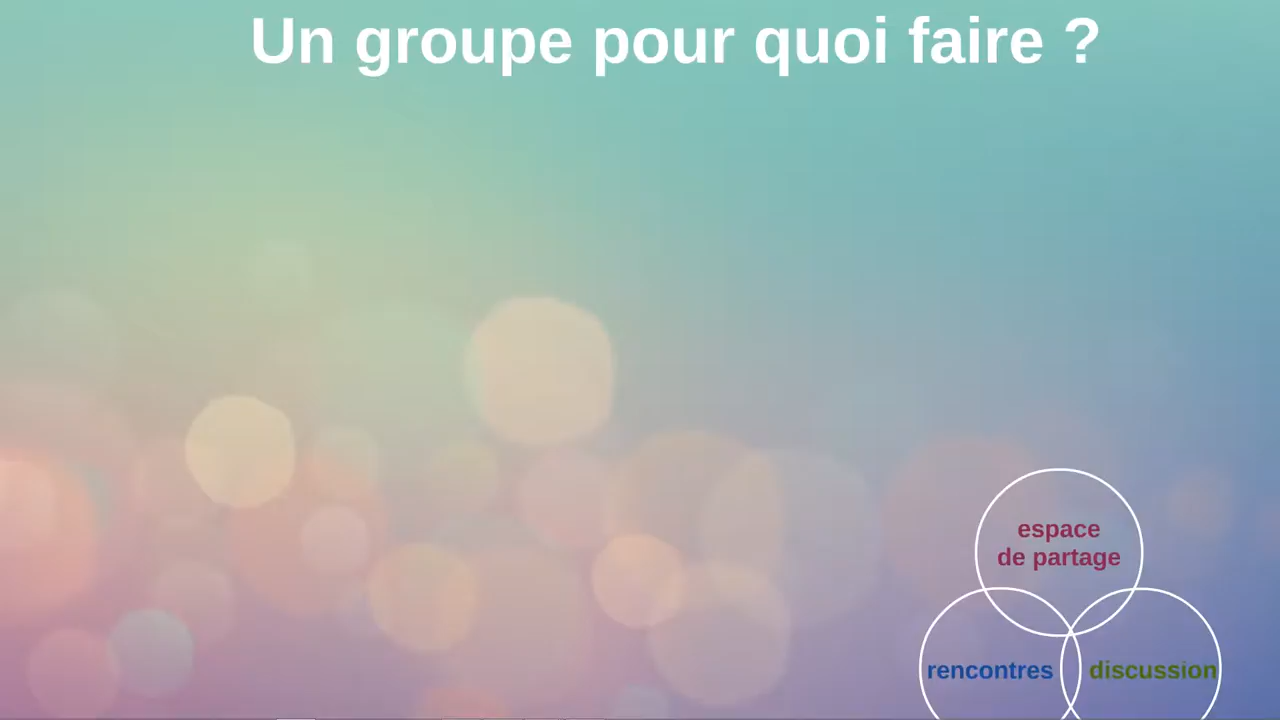 Un groupe pour quoi faire ?
espace
de partage
rencontres
discussion